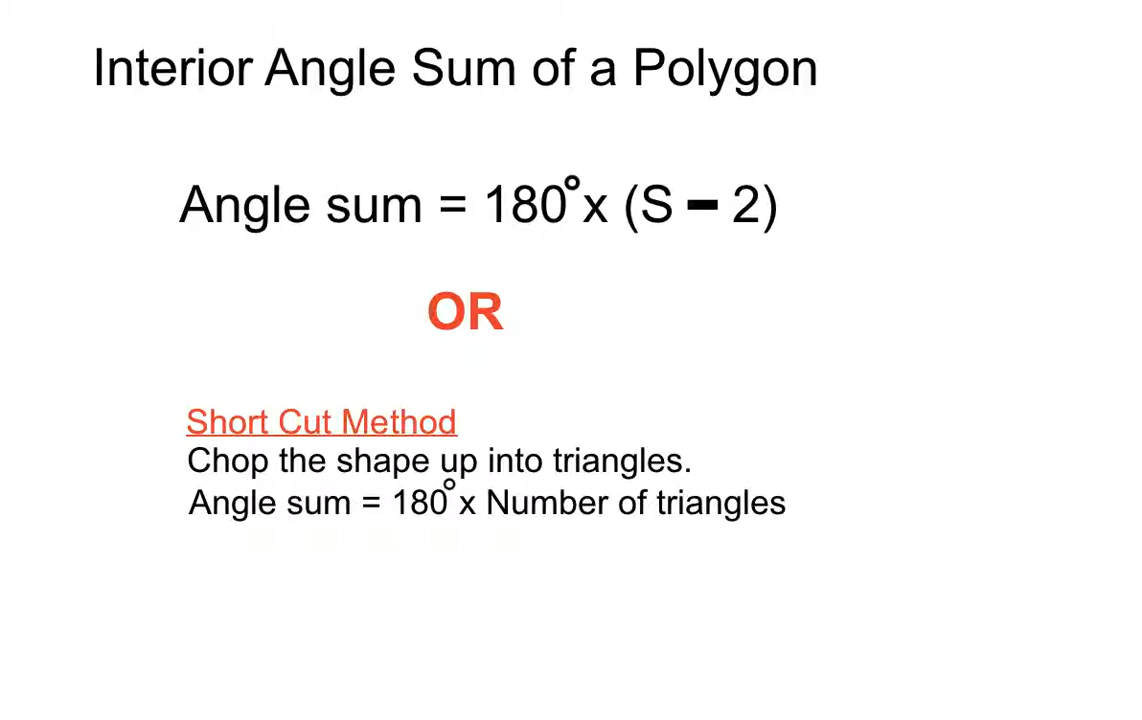 Interior Angle Sum of a Polygon
Angle sum = 180° x (S - 2)
OR
Short Cut Method
Chop the shape up into triangles.
Angle sum = 180° x Number of triangles